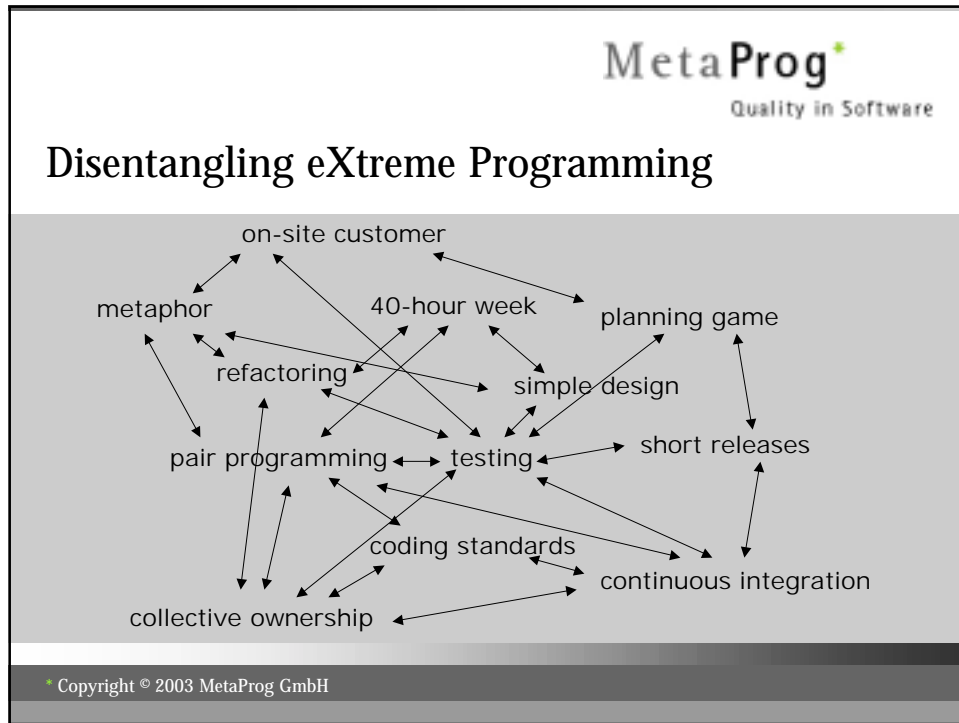 MetaProg*
Quality in Software
Disentangling eXtreme Programming
on-site customer
metaphor
40-hour week
planning game
refactoring
simple design
pair programming
testing
short releases
coding standards
continuous integration
collective ownership
* Copyright © 2003 MetaProg GmbH